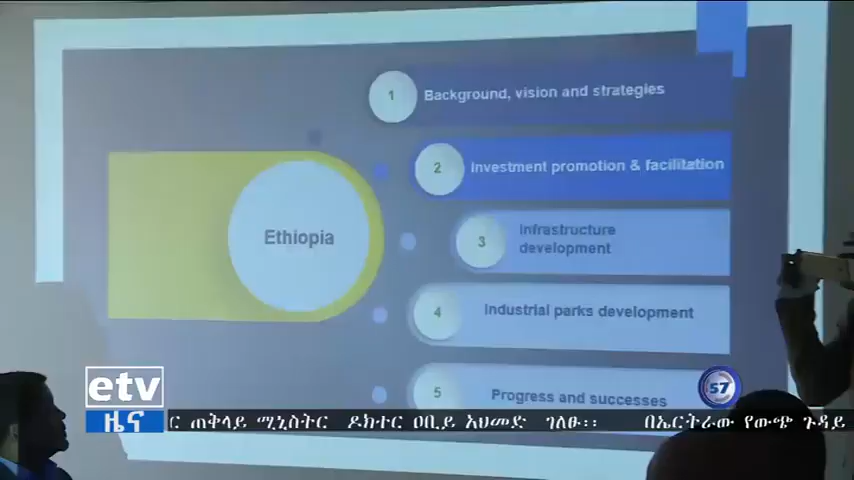 1
Background, vision and strategies
2
Investment promotion & facilitation
Ethiopia
3
Infrastructure
development
4
Industrial parks development
5
Progress and successes
57
etv
ዜና
ር ጠቅላይ ሚኒስትር ዶክተር ዐቢይ አህመድ ገለፁ፡፡ በኤርትራው የውጭ ጉዳይ